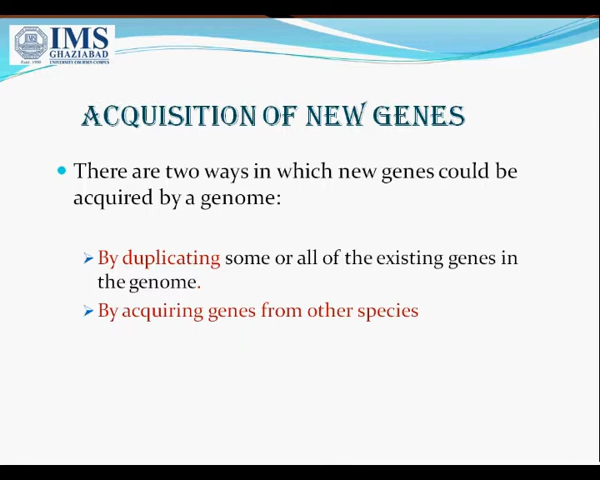 IMS
GHAZIABAD
UNIVERSITY COURSES CAMPUS
Estd. 1990
ACQUISITION OF NEW GENES
There are two ways in which new genes could be
acquired by a genome:
By duplicating some or all of the existing genes in
the genome.
By acquiring genes from other species